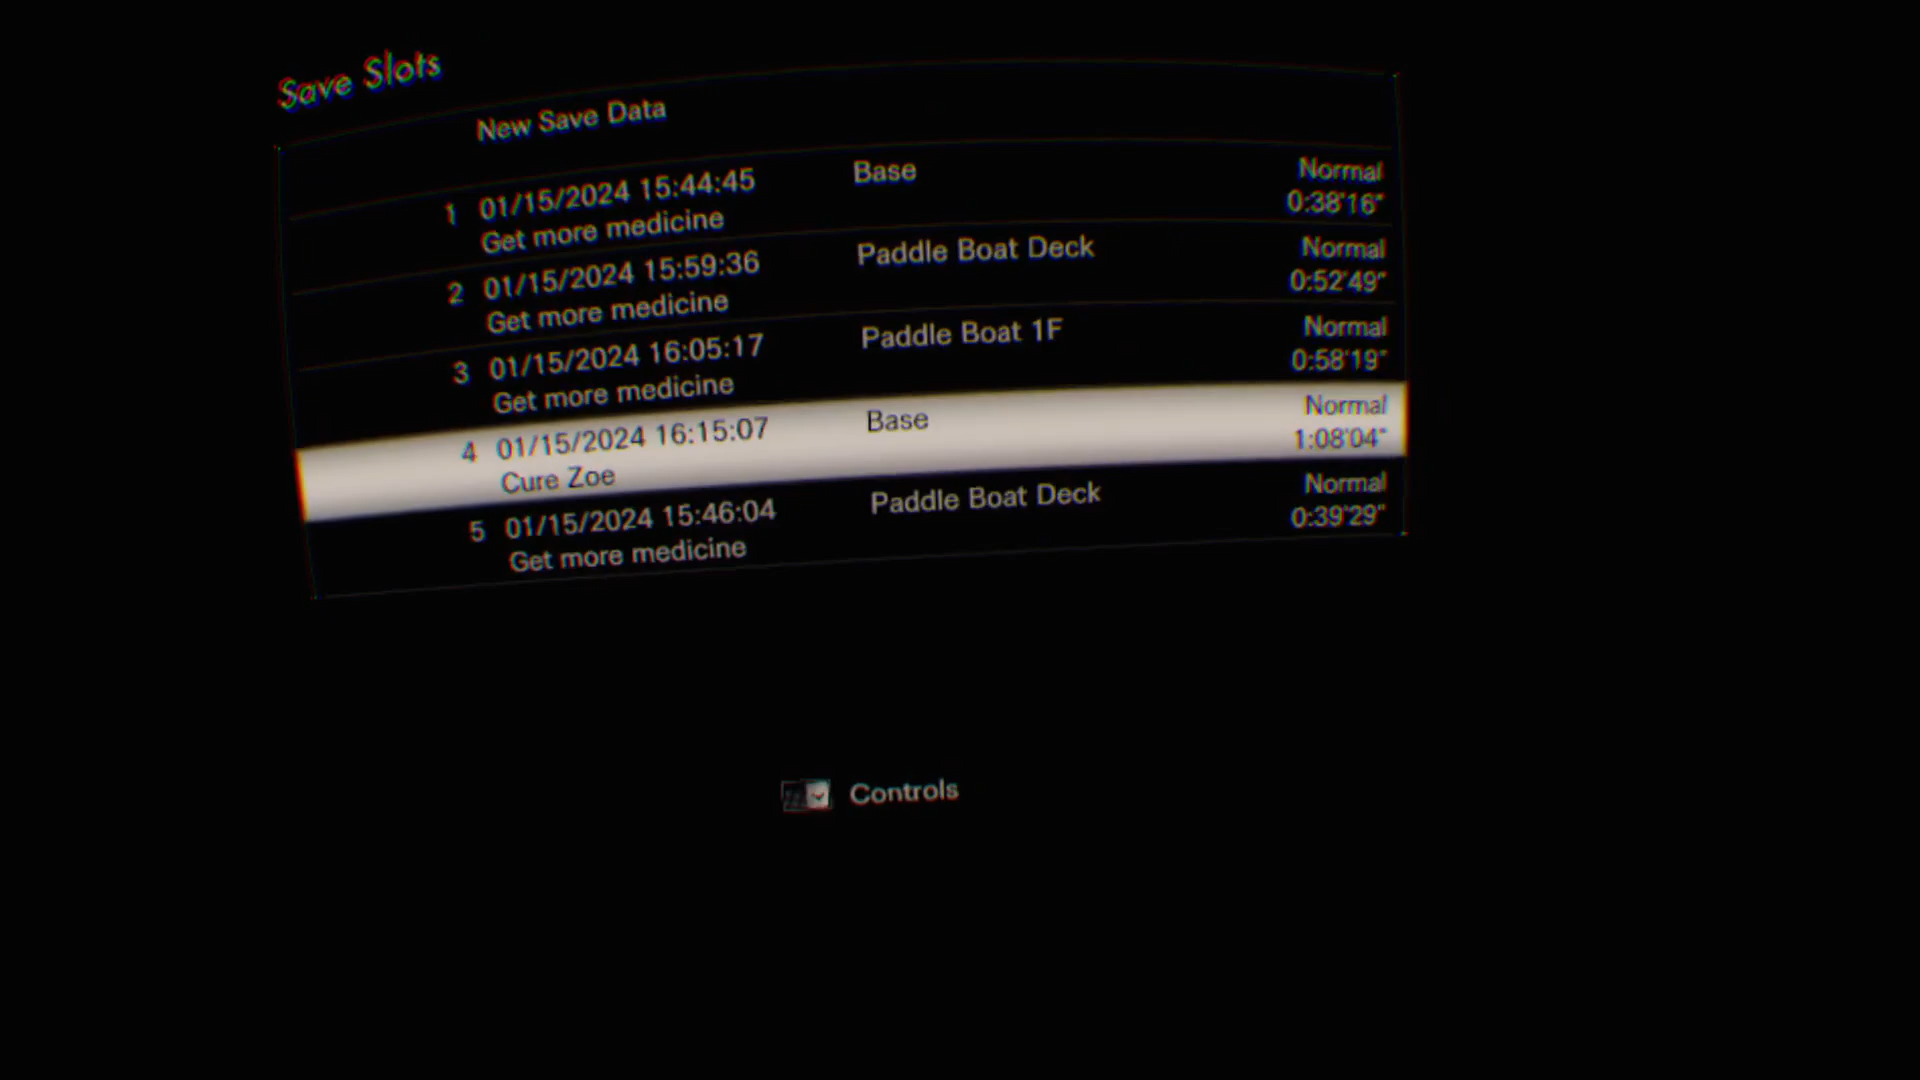 Save Slots
New Save Data
1 01/15/2024 15:44:45 Base Normal
Get more medicine 0:38'16"
2 01/15/2024 15:59:36 Paddle Boat Deck Normal
Get more medicine 0:52'49"
3 01/15/2024 16:05:17 Paddle Boat 1F Normal
Get more medicine 0:58'19"
4 01/15/2024 16:15:07 Base Normal
Cure Zoe 1:08'04"
5 01/15/2024 15:46:04 Paddle Boat Deck Normal
Get more medicine 0:39'29"
Controls